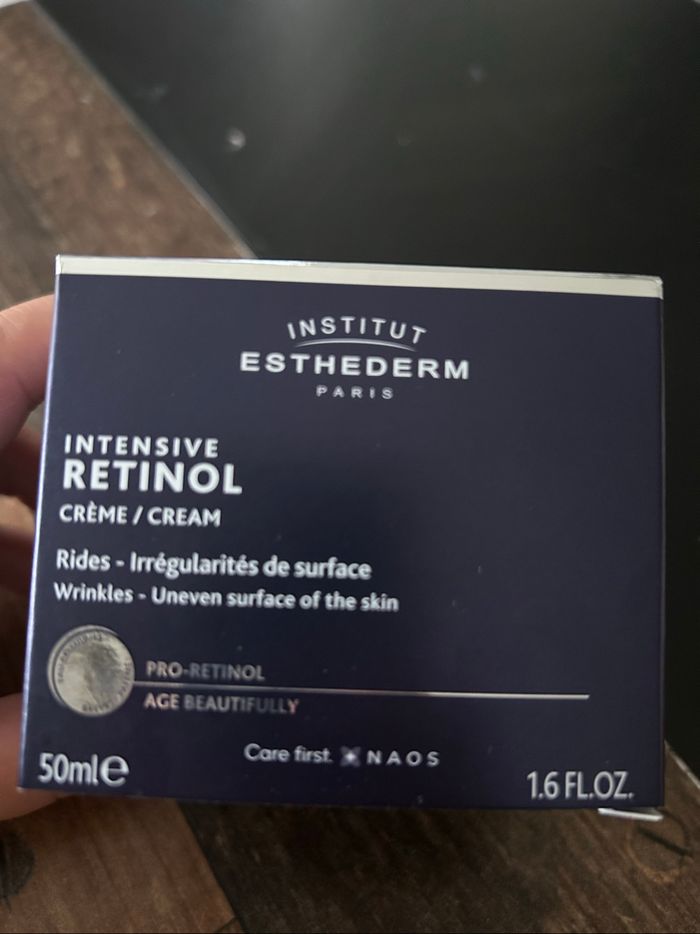 INSTITUT
ESTHEDERM
PARIS
INTENSIVE
RETINOL
CRÈME / CREAM
Rides - Irrégularités de surface
Wrinkles - Uneven surface of the skin
PRO-RETINOL
AGE BEAUTIFULLY
Care first. NAOS
50ml℮
1.6 FL.OZ.